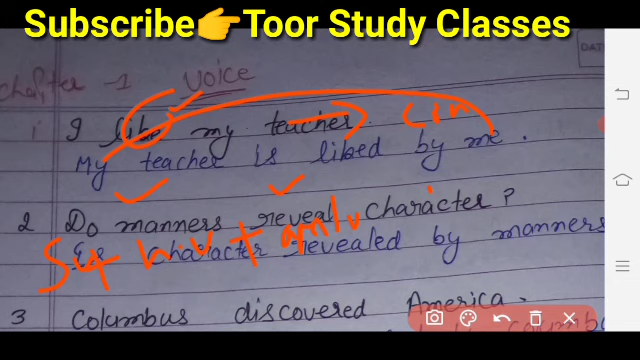 Subscribe👉Toor Study Classes
DAT
Chapter -1 Voice
1 I like my teacher
My teacher is liked by me.
2 Do manners reveal character?
Is character revealed by manners
S + h.v +
3 Columbus discovered America.